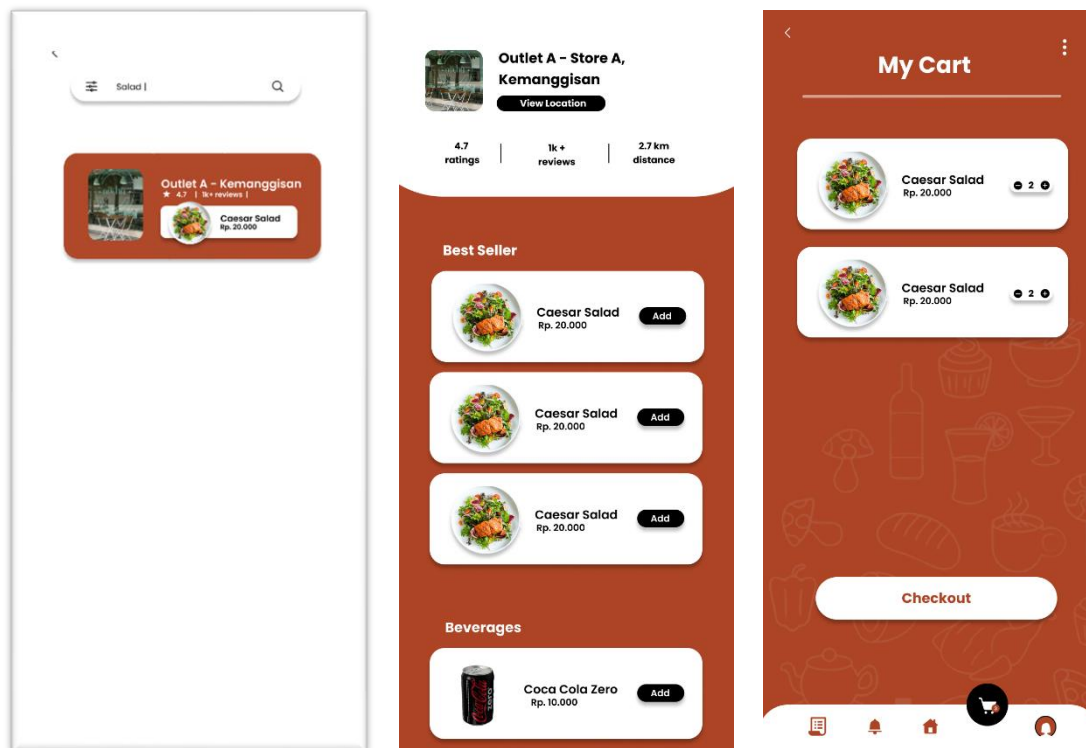 Salad |
Outlet A - Kemanggisan
★ 4.7 | 1k+ reviews |
Caesar Salad
Rp. 20.000
Outlet A - Store A,
Kemanggisan
View Location
4.7
ratings
1k +
reviews
2.7 km
distance
Best Seller
Caesar Salad
Rp. 20.000
Add
Caesar Salad
Rp. 20.000
Add
Caesar Salad
Rp. 20.000
Add
Beverages
Coca Cola Zero
Rp. 10.000
Add
Coca-Cola
zero
My Cart
Caesar Salad
Rp. 20.000
2
Caesar Salad
Rp. 20.000
2
Checkout